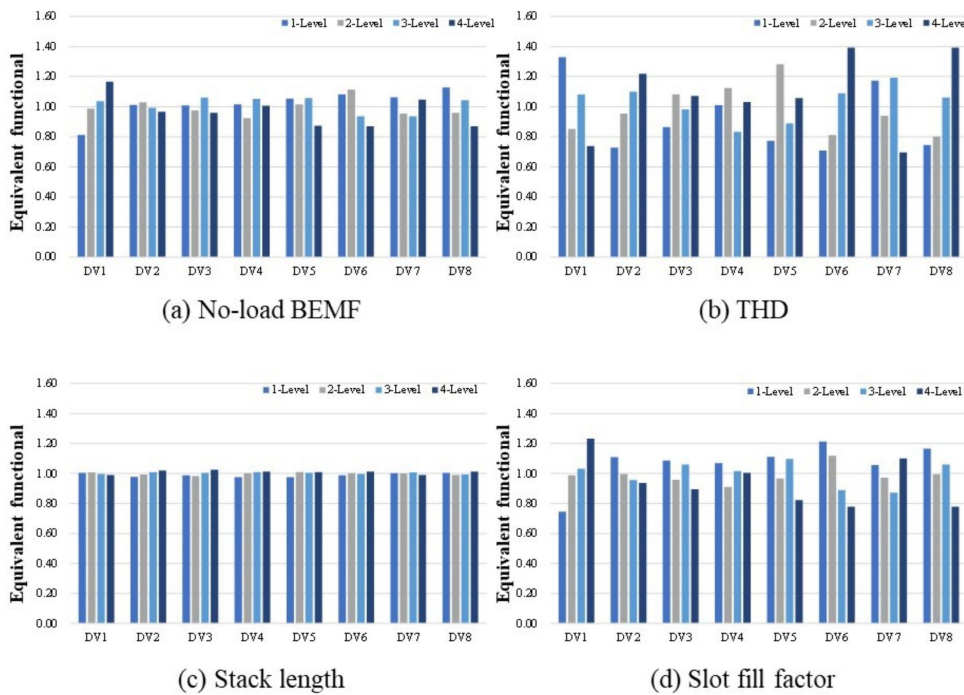 1-Level 2-Level 3-Level 4-Level
Equivalent functional
1.60
1.40
1.20
1.00
0.80
0.60
0.40
0.20
0.00
DV1 DV2 DV3 DV4 DV5 DV6 DV7 DV8
(a) No-load BEMF
1-Level 2-Level 3-Level 4-Level
Equivalent functional
1.60
1.40
1.20
1.00
0.80
0.60
0.40
0.20
0.00
DV1 DV2 DV3 DV4 DV5 DV6 DV7 DV8
(b) THD
1-Level 2-Level 3-Level 4-Level
Equivalent functional
1.60
1.40
1.20
1.00
0.80
0.60
0.40
0.20
0.00
DV1 DV2 DV3 DV4 DV5 DV6 DV7 DV8
(c) Stack length
1-Level 2-Level 3-Level 4-Level
Equivalent functional
1.60
1.40
1.20
1.00
0.80
0.60
0.40
0.20
0.00
DV1 DV2 DV3 DV4 DV5 DV6 DV7 DV8
(d) Slot fill factor